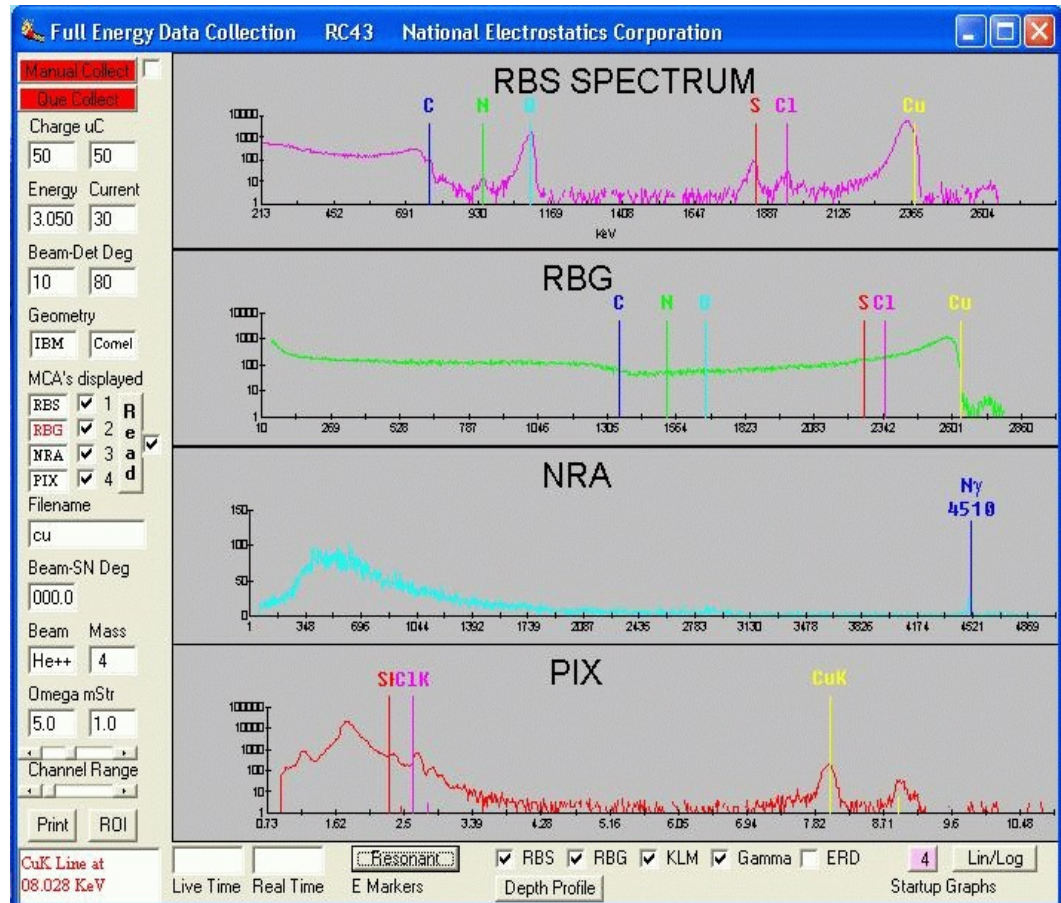 Full Energy Data Collection RC43 National Electrostatics Corporation
Manual Collect
Que Collect
Charge uC
50 50
Energy Current
3.050 30
Beam-Det Deg
10 80
Geometry
IBM Cornel
MCA's displayed
RBS 1
RBG 2
NRA 3
PIX 4
Read
Filename
cu
Beam-SN Deg
000.0
Beam Mass
He++ 4
Omega mStr
5.0 1.0
Channel Range
Print ROI
CuK Line at
08.028 KeV
RBS SPECTRUM
C N O S Cl Cu
10000
1000
100
10
1
213 452 691 930 1169 1408 1647 1887 2126 2365 2604
KeV
RBG
C N O S Cl Cu
10000
1000
100
10
1
10 269 528 787 1046 1305 1564 1823 2083 2342 2601 2860
NRA
Nγ
4510
150
100
50
0
1 348 696 1044 1392 1739 2087 2435 2783 3130 3478 3826 4174 4521 4869
PIX
SK ClK CuK
100000
10000
1000
100
10
1
0.73 1.62 2.5 3.39 4.28 5.16 6.05 6.94 7.82 8.71 9.6 10.48
Live Time Real Time
Resonant
E Markers
RBS RBG KLM Gamma ERD
Depth Profile
4 Lin/Log
Startup Graphs